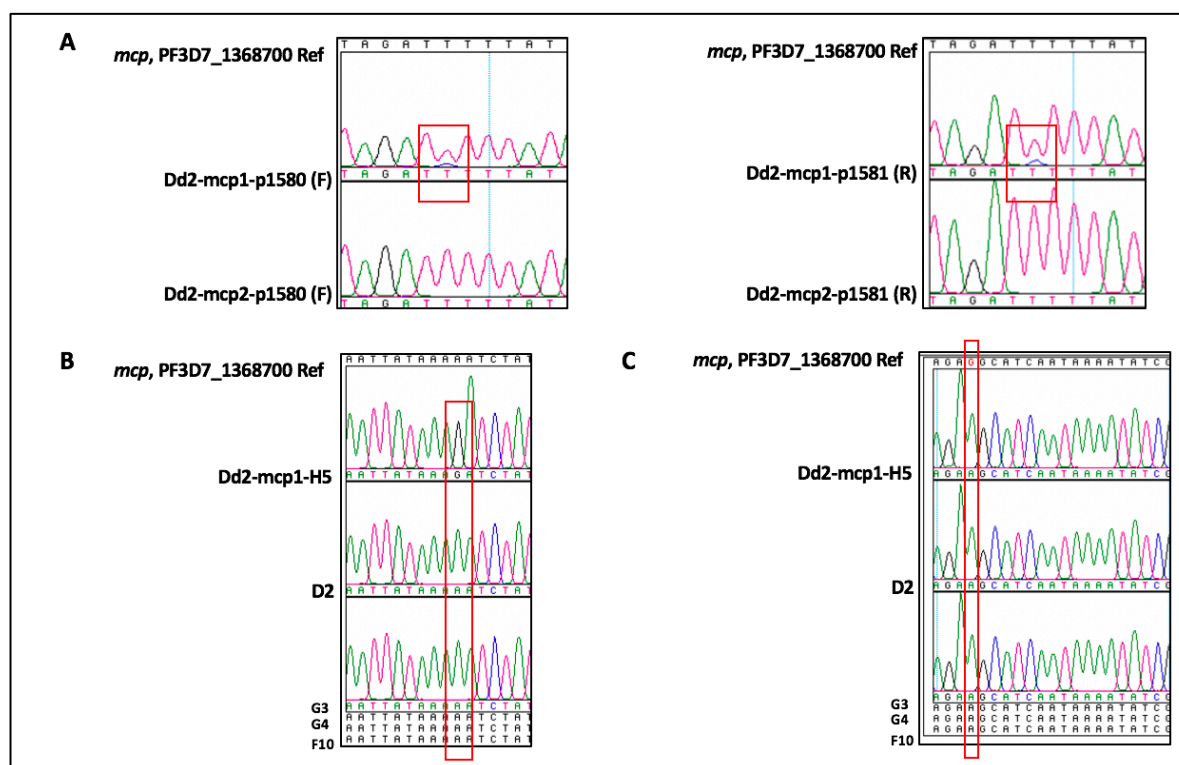 A
T A G A T T T T T A T
mcp, PF3D7_1368700 Ref
Dd2-mcp1-p1580 (F)
T A G A T T T T T A T
Dd2-mcp2-p1580 (F)
T A G A T T T T T A T
T A G A T T T T T A T
mcp, PF3D7_1368700 Ref
Dd2-mcp1-p1581 (R)
T A G A T T T T T A T
Dd2-mcp2-p1581 (R)
T A G A T T T T T A T
B
mcp, PF3D7_1368700 Ref
A A T T A T A A A A A T C T A T
Dd2-mcp1-H5
A A T T A T A A A G A T C T A T
D2
A A T T A T A A A A A T C T A T
G3 A A T T A T A A A A A T C T A T
G4 A A T T A T A A A A A T C T A T
F10 A A T T A T A A A A A T C T A T
C
mcp, PF3D7_1368700 Ref
A G A G G C A T C A A T A A A A T A T C G
Dd2-mcp1-H5
A G A A G C A T C A A T A A A A T A T C G
D2
A G A A G C A T C A A T A A A A T A T C G
G3 A G A A G C A T C A A T A A A A T A T C G
G4 A G A A G C A T C A A T A A A A T A T C G
F10 A G A A G C A T C A A T A A A A T A T C G